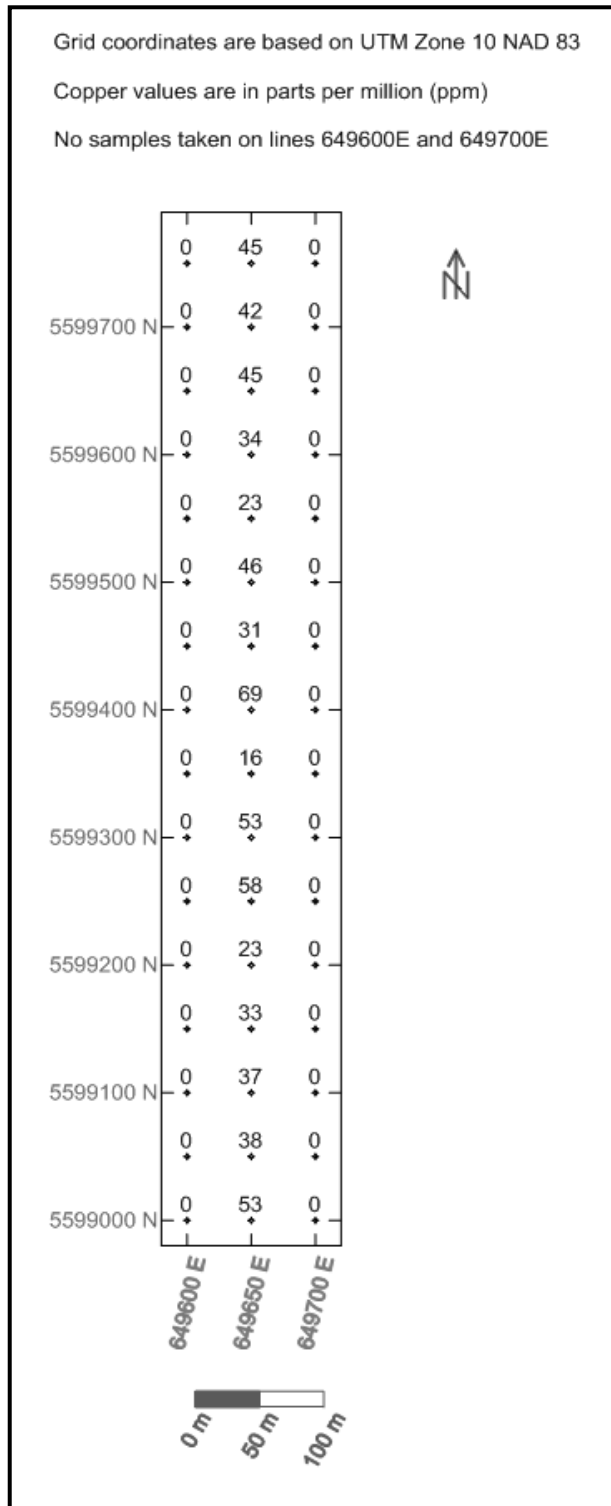 Grid coordinates are based on UTM Zone 10 NAD 83
Copper values are in parts per million (ppm)
No samples taken on lines 649600E and 649700E
0 45 0
N
5599700 N 0 42 0
0 45 0
5599600 N 0 34 0
0 23 0
5599500 N 0 46 0
0 31 0
5599400 N 0 69 0
0 16 0
5599300 N 0 53 0
0 58 0
5599200 N 0 23 0
0 33 0
5599100 N 0 37 0
0 38 0
5599000 N 0 53 0
649600 E 649650 E 649700 E
0 m 50 m 100 m